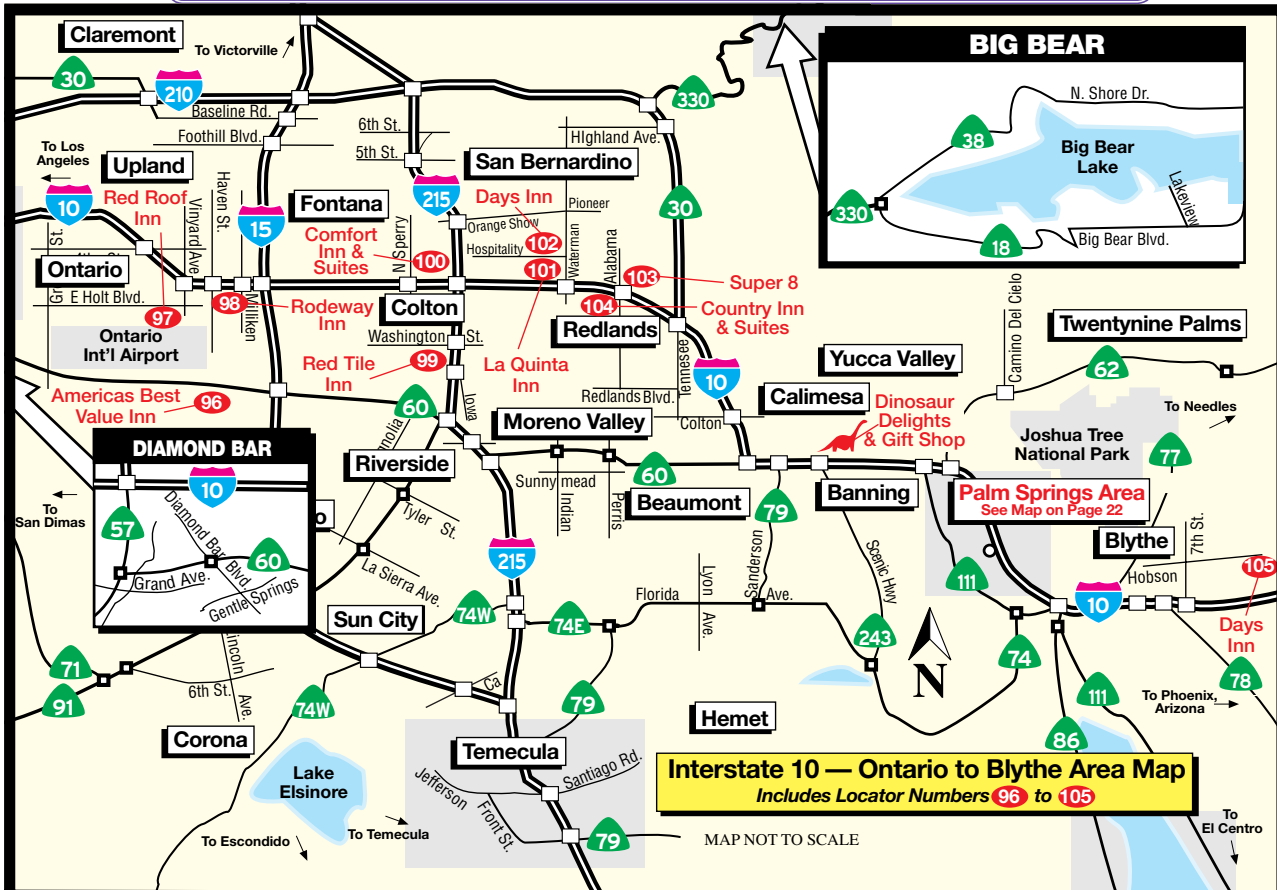 Claremont
To Victorville
30
210
Baseline Rd.
Foothill Blvd.
6th St.
5th St.
330
HIghland Ave.
BIG BEAR
N. Shore Dr.
38
Big Bear
Lake
Lakeview
330
18
Big Bear Blvd.
To Los
Angeles
Upland
10
Red Roof
Inn
Vinyard Ave
Haven St.
15
Fontana
215
San Bernardino
Days Inn
102
Pioneer
Orange Show
Hospitality
Waterman
30
Comfort
Inn &
Suites
100
N Sperry
101
Alabama
103
Super 8
104
Country Inn
& Suites
St.
Ontario
E Holt Blvd.
97
98
Milliken
Rodeway
Inn
Colton
Redlands
Ontario
Int'l Airport
Washington St.
Red Tile
Inn
99
La Quinta
Inn
Tennesee
Redlands Blvd.
Colton
10
Camino Del Cielo
Twentynine Palms
62
Yucca Valley
Calimesa
Dinosaur
Delights
& Gift Shop
To Needles
Joshua Tree
National Park
77
Americas Best
Value Inn
96
60
Iowa
Moreno Valley
Riverside
Sunny mead
Indian
Perris
60
Beaumont
79
Banning
Palm Springs Area
See Map on Page 22
Blythe
7th St.
Hobson
105
Days
Inn
DIAMOND BAR
10
57
Diamond Bar
Blvd.
60
Grand Ave.
Gentle Springs
To
San Dimas
Tyler St.
La Sierra Ave.
215
Sun City
74W
74E
Florida Ave.
Lyon Ave.
Sanderson
Scenic Hwy
243
111
10
74
N
71
91
6th St.
Lincoln Ave.
74W
Ca
79
Hemet
111
86
78
To Phoenix,
Arizona
Corona
Lake
Elsinore
Temecula
Jefferson
Front St.
Santiago Rd.
79
To Escondido
To Temecula
Interstate 10 — Ontario to Blythe Area Map
Includes Locator Numbers 96 to 105
MAP NOT TO SCALE
To
El Centro